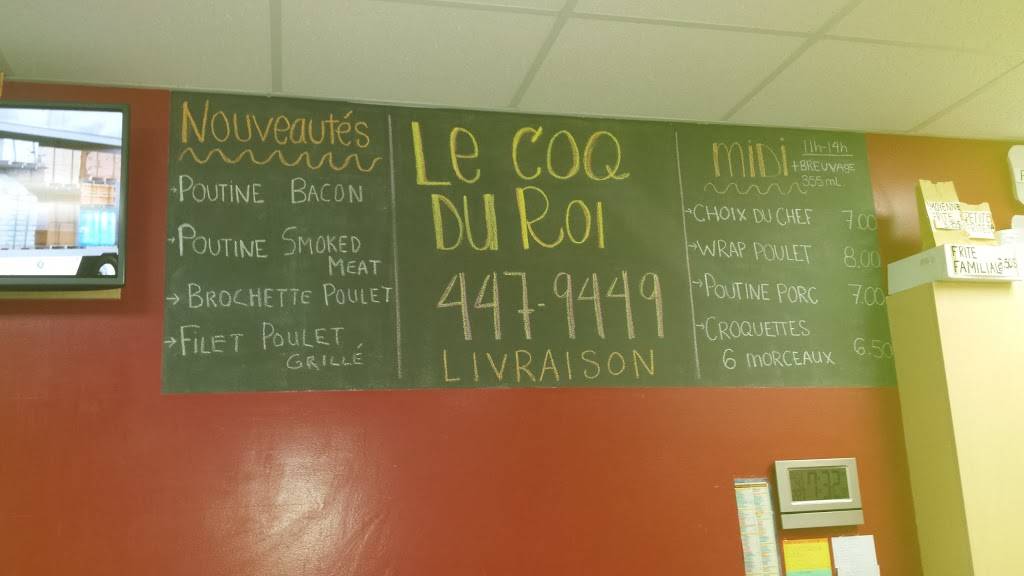 Nouveautés
→Poutine Bacon
→Poutine Smoked
Meat
→Brochette Poulet
→Filet Poulet
Grillé
Le Coq
du Roi
447-9449
LIVRAISON
MIDI
11h-14h
+BREUVAGE
355 mL
→CHOIX DU CHEF 7.00
→WRAP POULET 8.00
→POUTINE PORC 7.00
→CROQUETTES
6 MORCEAUX 6.50
FRITE
FAMILIALE